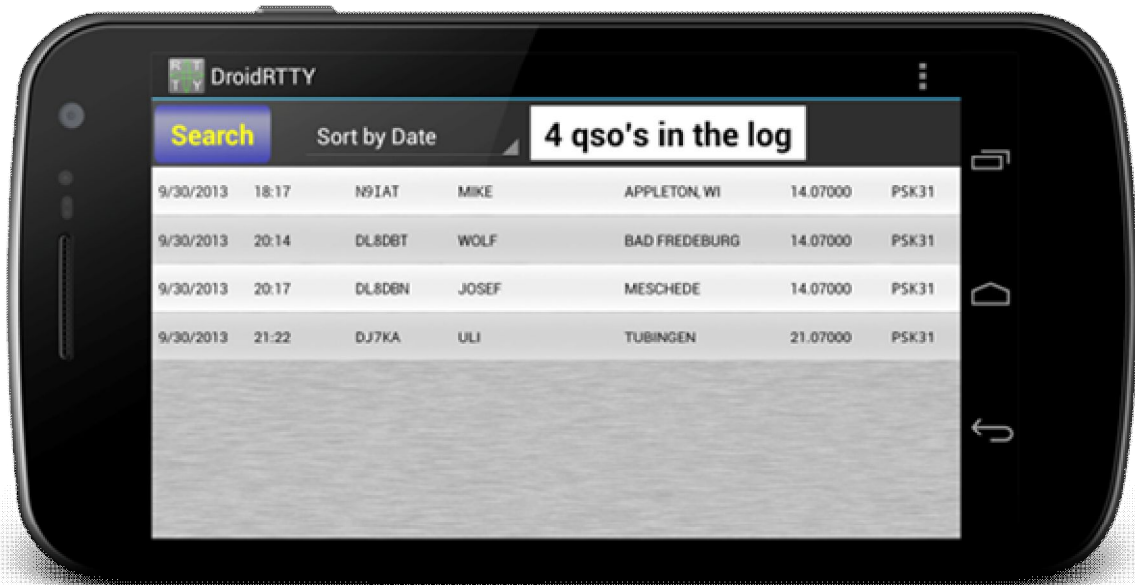 RTTY DroidRTTY
Search Sort by Date 4 qso's in the log
9/30/2013 18:17 N9IAT MIKE APPLETON, WI 14.07000 PSK31
9/30/2013 20:14 DL8DBT WOLF BAD FREDEBURG 14.07000 PSK31
9/30/2013 20:17 DL8DBN JOSEF MESCHEDE 14.07000 PSK31
9/30/2013 21:22 DJ7KA ULI TUBINGEN 21.07000 PSK31